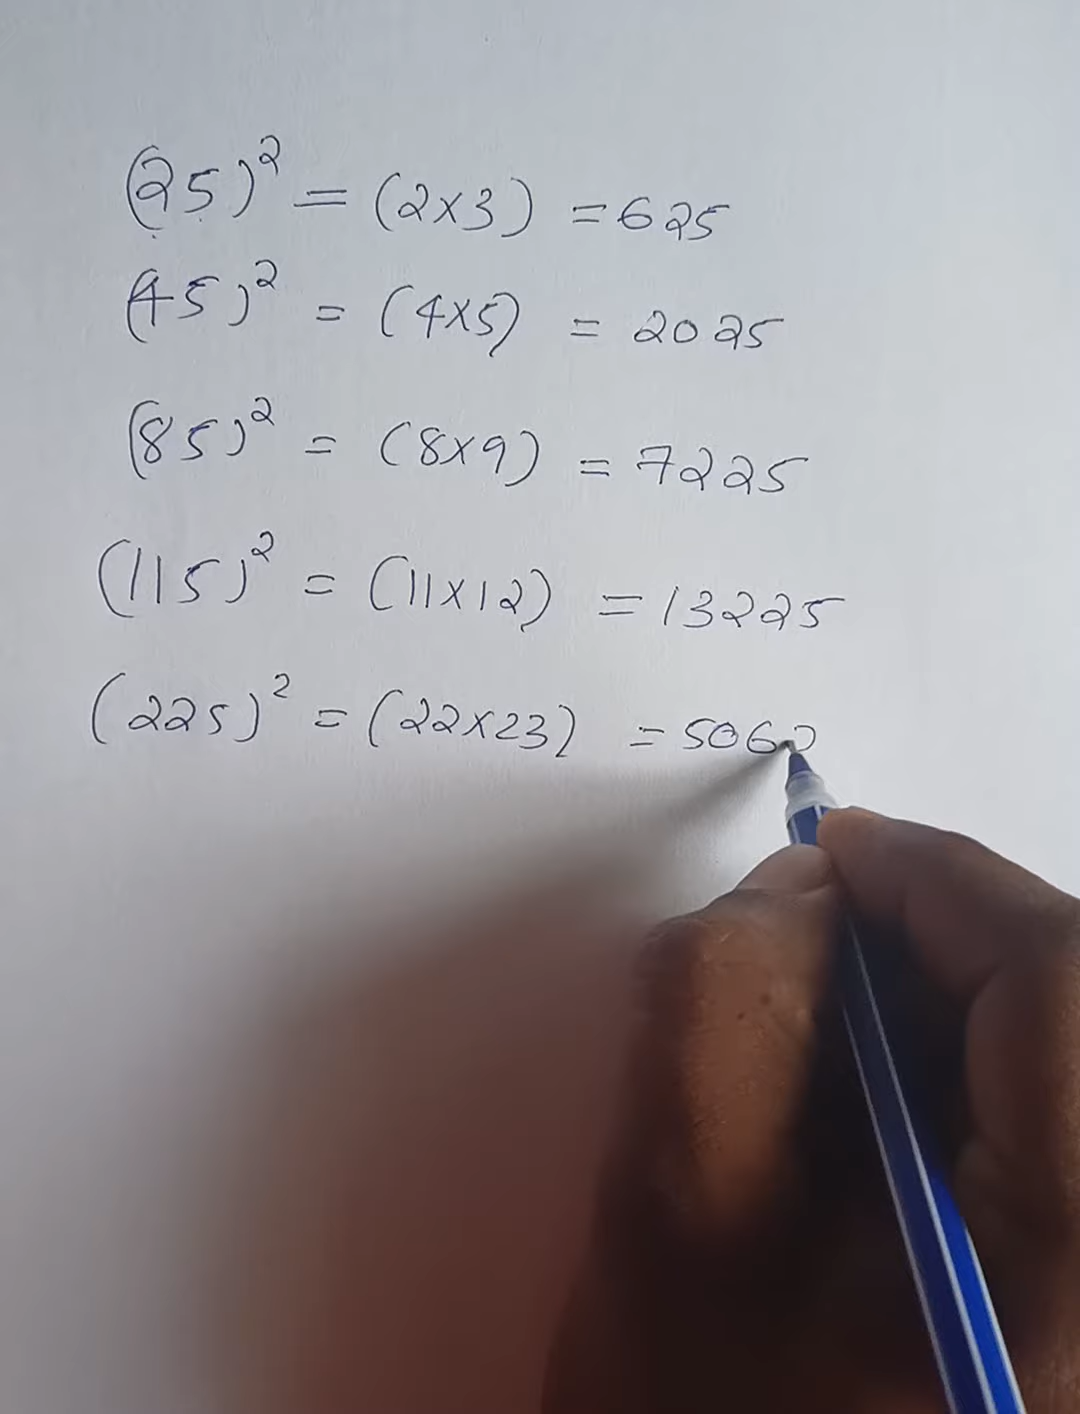 (25)² = (2×3) = 625
(45)² = (4×5) = 2025
(85)² = (8×9) = 7225
(115)² = (11×12) = 13225
(225)² = (22×23) = 5062